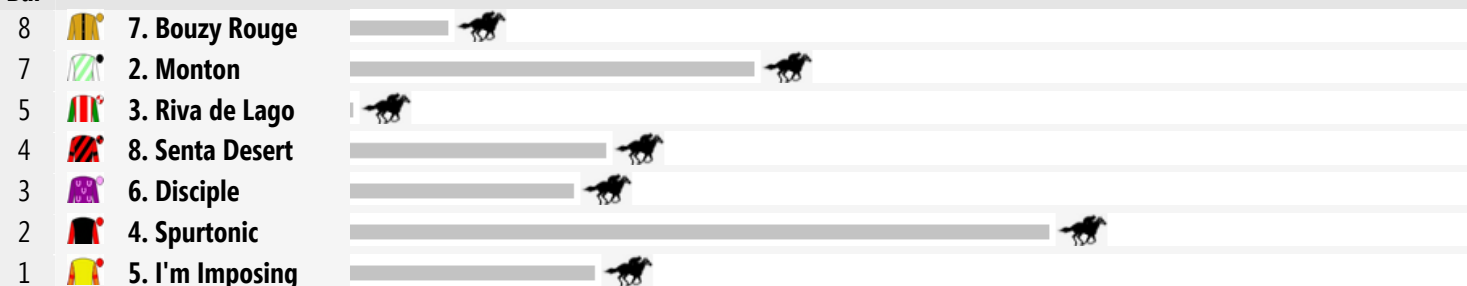 Bar
8 7. Bouzy Rouge
7 2. Monton
5 3. Riva de Lago
4 8. Senta Desert
3 6. Disciple
2 4. Spurtonic
1 5. I'm Imposing